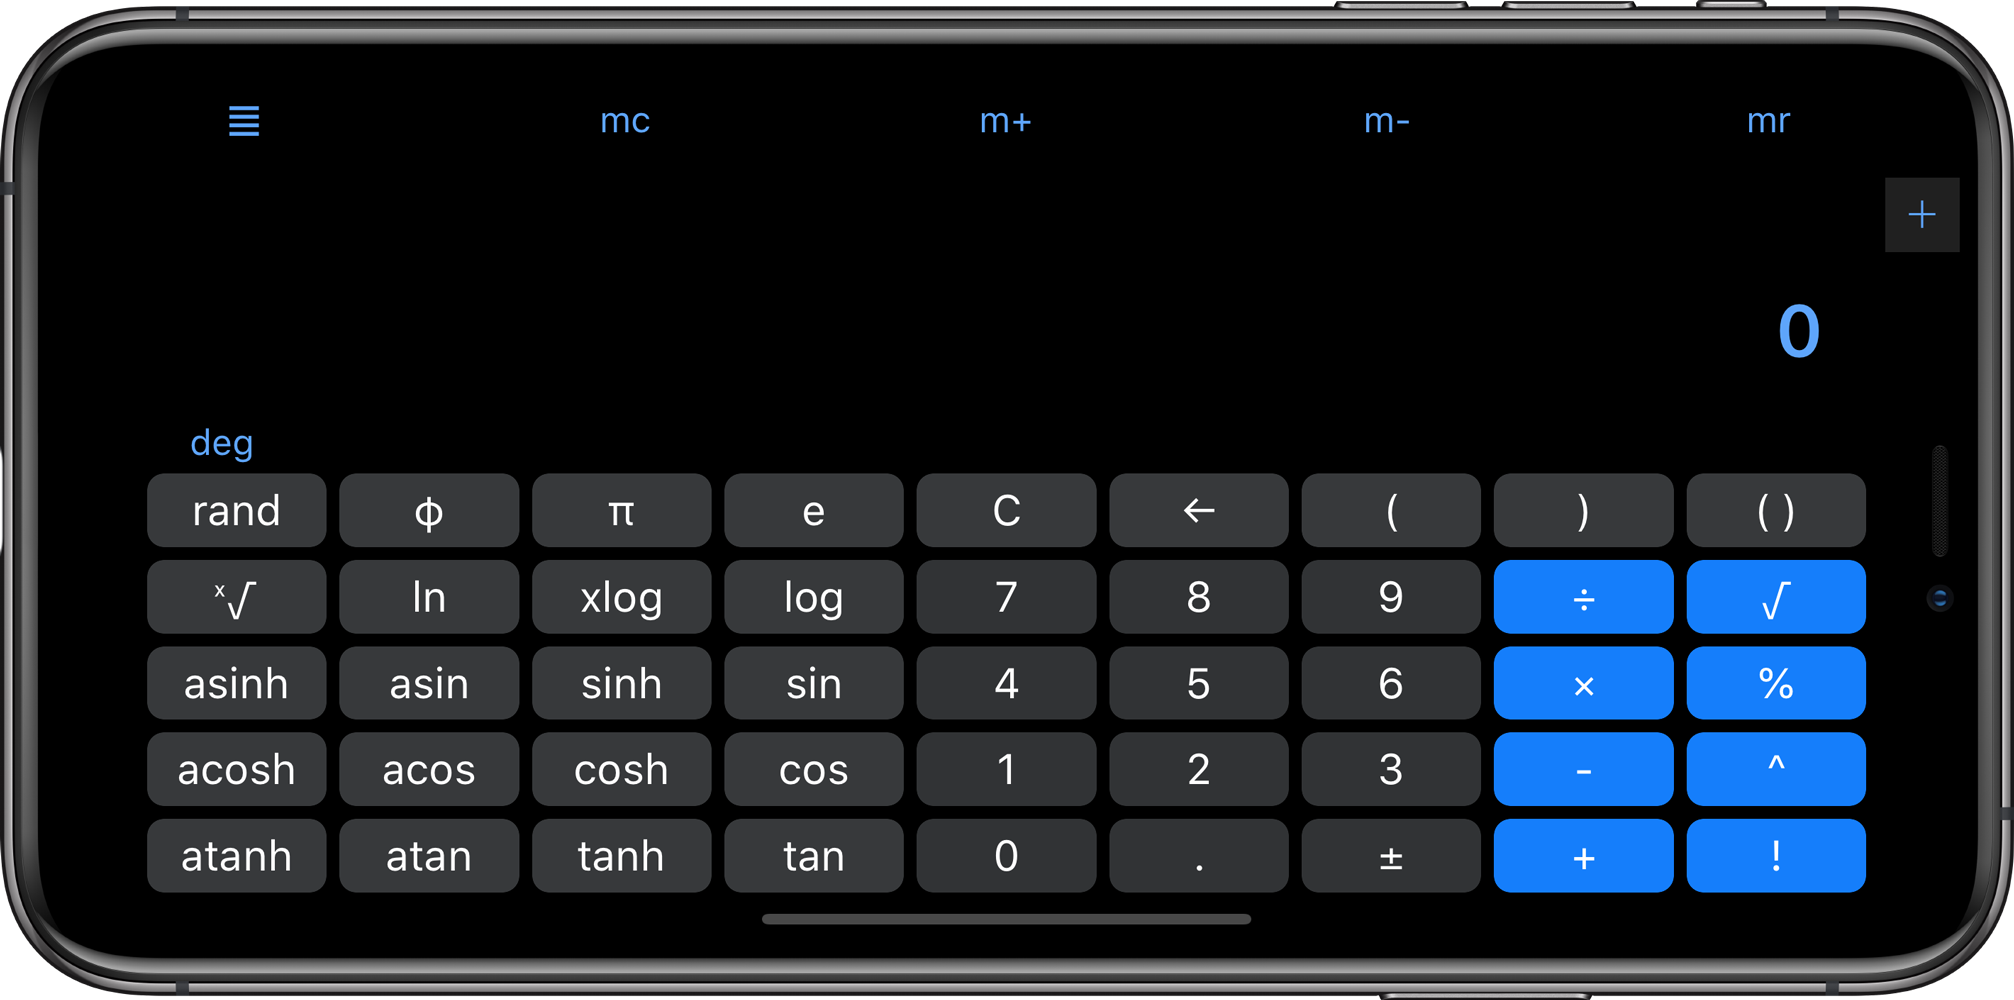 mc m+ m- mr
+
0
deg
rand ϕ π e C ← ( ) ( )
ˣ√ ln xlog log 7 8 9 ÷ √
asinh asin sinh sin 4 5 6 × %
acosh acos cosh cos 1 2 3 - ^
atanh atan tanh tan 0 . ± + !